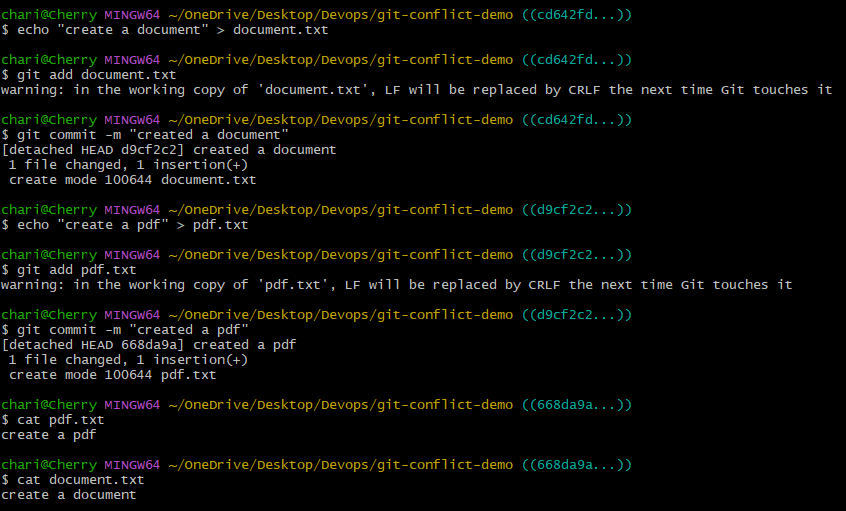 chari@Cherry MINGW64 ~/OneDrive/Desktop/Devops/git-conflict-demo ((cd642fd...))
$ echo "create a document" > document.txt
chari@Cherry MINGW64 ~/OneDrive/Desktop/Devops/git-conflict-demo ((cd642fd...))
$ git add document.txt
warning: in the working copy of 'document.txt', LF will be replaced by CRLF the next time Git touches it
chari@Cherry MINGW64 ~/OneDrive/Desktop/Devops/git-conflict-demo ((cd642fd...))
$ git commit -m "created a document"
[detached HEAD d9cf2c2] created a document
 1 file changed, 1 insertion(+)
 create mode 100644 document.txt
chari@Cherry MINGW64 ~/OneDrive/Desktop/Devops/git-conflict-demo ((d9cf2c2...))
$ echo "create a pdf" > pdf.txt
chari@Cherry MINGW64 ~/OneDrive/Desktop/Devops/git-conflict-demo ((d9cf2c2...))
$ git add pdf.txt
warning: in the working copy of 'pdf.txt', LF will be replaced by CRLF the next time Git touches it
chari@Cherry MINGW64 ~/OneDrive/Desktop/Devops/git-conflict-demo ((d9cf2c2...))
$ git commit -m "created a pdf"
[detached HEAD 668da9a] created a pdf
 1 file changed, 1 insertion(+)
 create mode 100644 pdf.txt
chari@Cherry MINGW64 ~/OneDrive/Desktop/Devops/git-conflict-demo ((668da9a...))
$ cat pdf.txt
create a pdf
chari@Cherry MINGW64 ~/OneDrive/Desktop/Devops/git-conflict-demo ((668da9a...))
$ cat document.txt
create a document